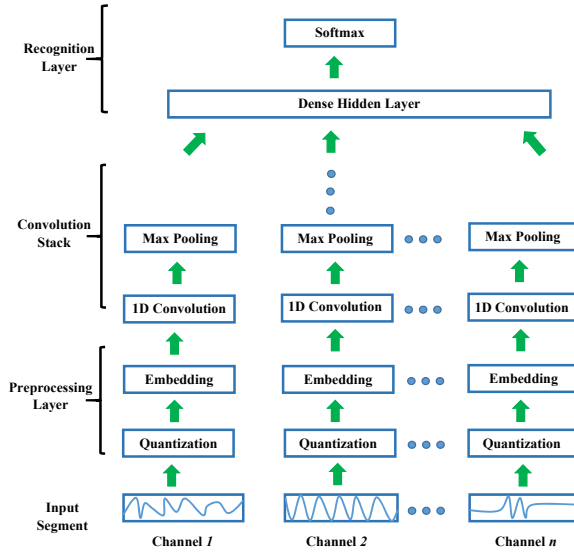 Softmax
Recognition
Layer
Dense Hidden Layer
Convolution
Stack
Max Pooling Max Pooling Max Pooling
1D Convolution 1D Convolution 1D Convolution
Preprocessing
Layer
Embedding Embedding Embedding
Quantization Quantization Quantization
Input
Segment
Channel 1 Channel 2 Channel n